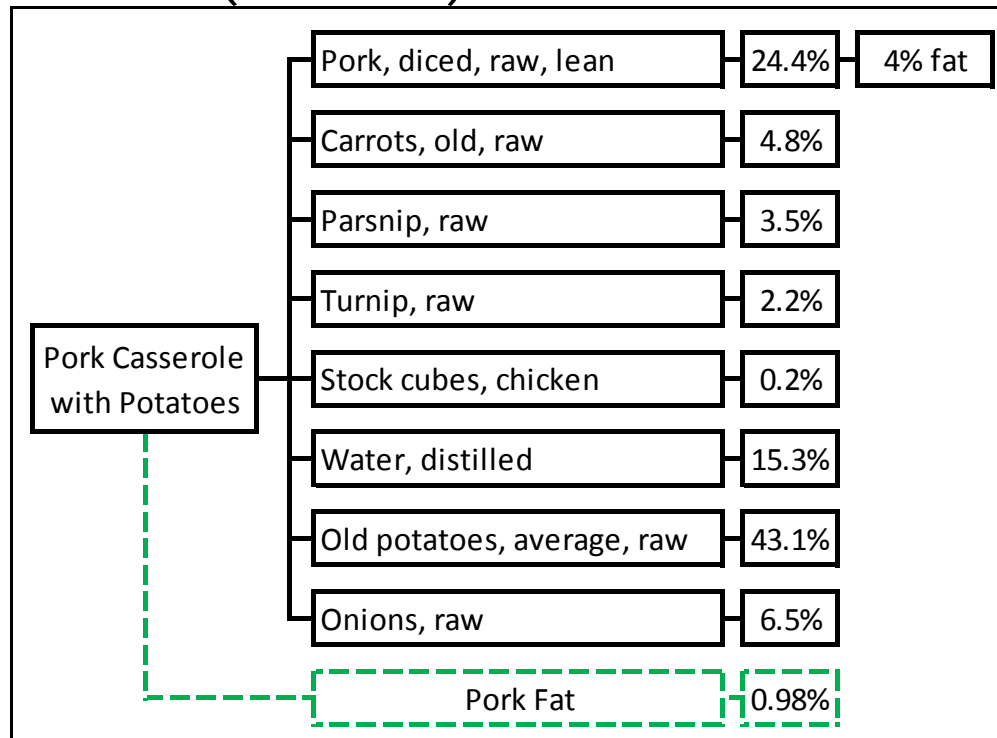 Pork, diced, raw, lean 24.4% 4% fat
Carrots, old, raw 4.8%
Parsnip, raw 3.5%
Turnip, raw 2.2%
Pork Casserole
with Potatoes
Stock cubes, chicken 0.2%
Water, distilled 15.3%
Old potatoes, average, raw 43.1%
Onions, raw 6.5%
Pork Fat 0.98%